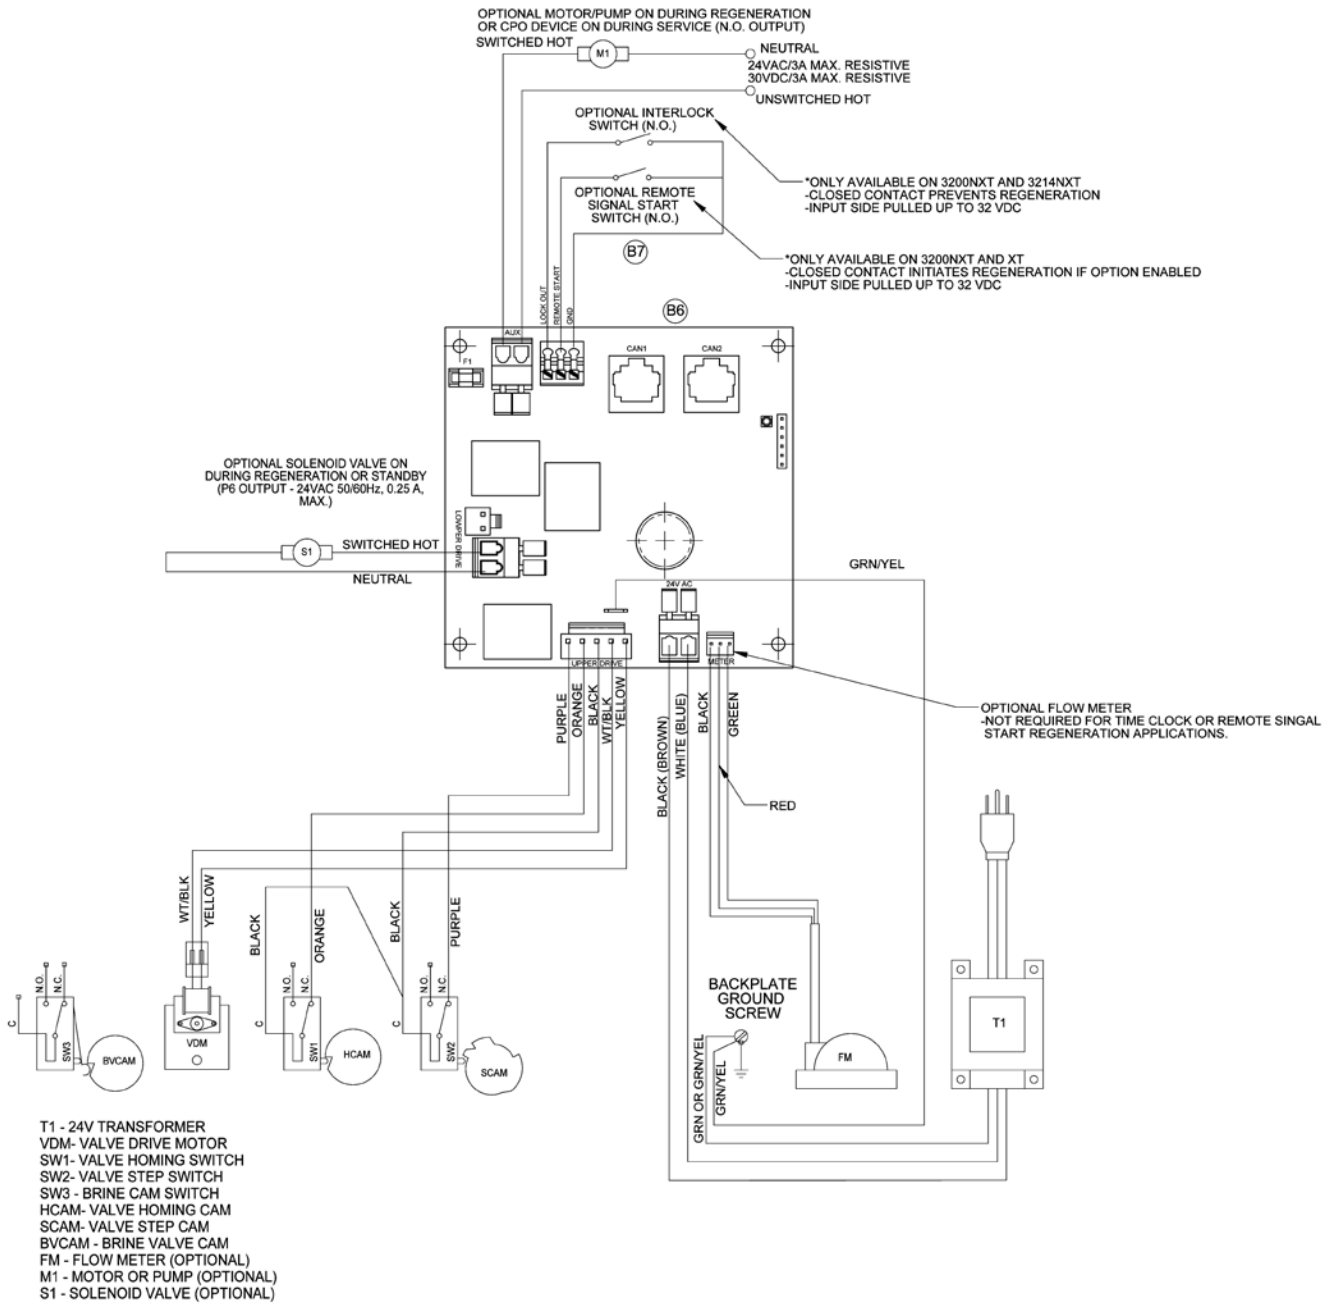 OPTIONAL MOTOR/PUMP ON DURING REGENERATION
OR CPO DEVICE ON DURING SERVICE (N.O. OUTPUT)
SWITCHED HOT
M1
NEUTRAL
24VAC/3A MAX. RESISTIVE
30VDC/3A MAX. RESISTIVE
UNSWITCHED HOT
OPTIONAL INTERLOCK
SWITCH (N.O.)
*ONLY AVAILABLE ON 3200NXT AND 3214NXT
-CLOSED CONTACT PREVENTS REGENERATION
-INPUT SIDE PULLED UP TO 32 VDC
OPTIONAL REMOTE
SIGNAL START
SWITCH (N.O.)
B7
*ONLY AVAILABLE ON 3200NXT AND XT
-CLOSED CONTACT INITIATES REGENERATION IF OPTION ENABLED
-INPUT SIDE PULLED UP TO 32 VDC
LOCK OUT
REMOTE START
GND
B6
AUX
F1
CAN1
CAN2
OPTIONAL SOLENOID VALVE ON
DURING REGENERATION OR STANDBY
(P6 OUTPUT - 24VAC 50/60Hz, 0.25 A,
MAX.)
LOWPER DRIVE
S1
SWITCHED HOT
NEUTRAL
GRN/YEL
24V AC
UPPER DRIVE
METER
PURPLE
ORANGE
BLACK
WT/BLK
YELLOW
BLACK (BROWN)
WHITE (BLUE)
BLACK
GREEN
RED
OPTIONAL FLOW METER
-NOT REQUIRED FOR TIME CLOCK OR REMOTE SINGAL
START REGENERATION APPLICATIONS.
WT/BLK
YELLOW
BLACK
ORANGE
BLACK
PURPLE
N.O.
N.C.
C
SW3
BVCAM
VDM
N.O.
N.C.
C
SW1
HCAM
N.O.
N.C.
C
SW2
SCAM
BACKPLATE
GROUND
SCREW
GRN OR GRN/YEL
GRN/YEL
FM
T1
T1 - 24V TRANSFORMER
VDM- VALVE DRIVE MOTOR
SW1- VALVE HOMING SWITCH
SW2- VALVE STEP SWITCH
SW3 - BRINE CAM SWITCH
HCAM- VALVE HOMING CAM
SCAM- VALVE STEP CAM
BVCAM - BRINE VALVE CAM
FM - FLOW METER (OPTIONAL)
M1 - MOTOR OR PUMP (OPTIONAL)
S1 - SOLENOID VALVE (OPTIONAL)